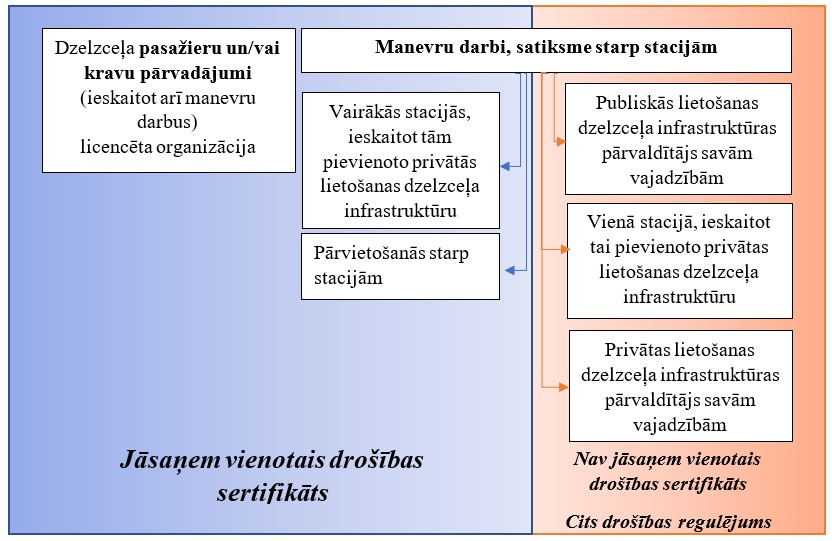 Dzelzceļa pasažieru un/vai
kravu pārvadājumi
(ieskaitot arī manevru
darbus)
licencēta organizācija
Manevru darbi, satiksme starp stacijām
Vairākās stacijās,
ieskaitot tām
pievienoto privātās
lietošanas dzelzceļa
infrastruktūru
Pārvietošanās starp
stacijām
Publiskās lietošanas
dzelzceļa infrastruktūras
pārvaldītājs savām
vajadzībām
Vienā stacijā, ieskaitot
tai pievienoto privātas
lietošanas dzelzceļa
infrastruktūru
Privātas lietošanas
dzelzceļa infrastruktūras
pārvaldītājs savām
vajadzībām
Jāsaņem vienotais drošības
sertifikāts
Nav jāsaņem vienotais
drošības sertifikāts
Cits drošības regulējums